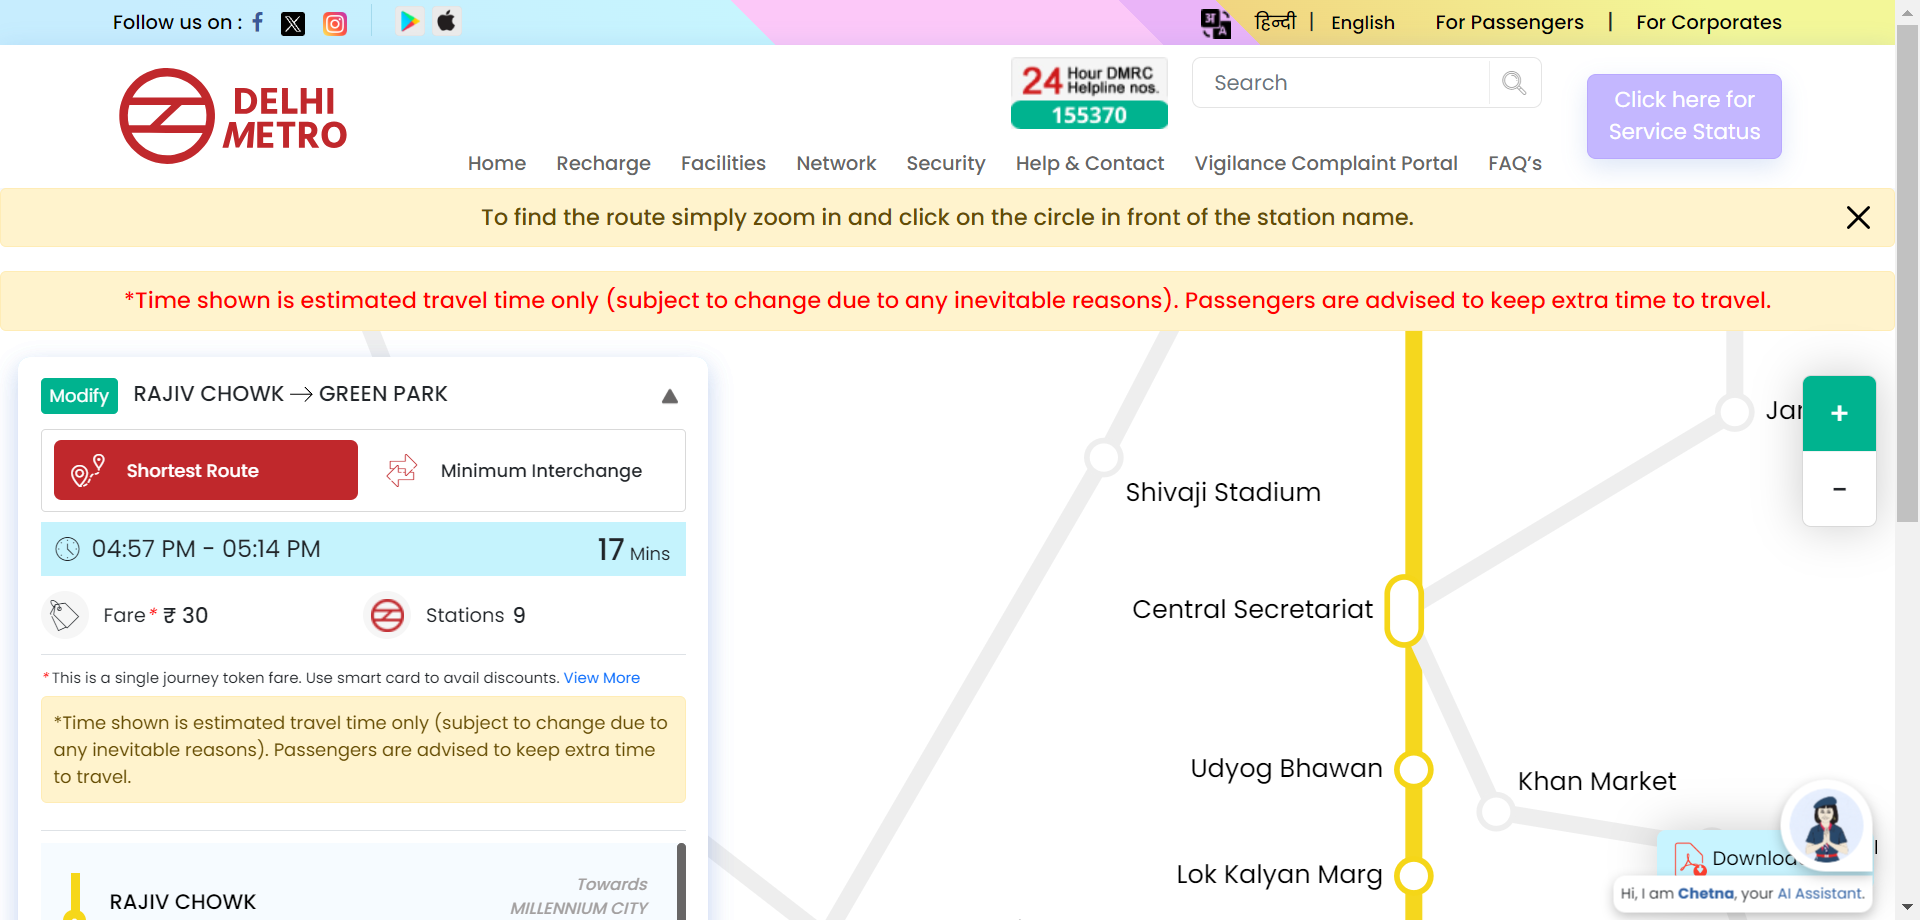 Follow us on :
हिन्दी | English
For Passengers | For Corporates
DELHI
METRO
24 Hour DMRC
Helpline nos.
155370
Search
Click here for
Service Status
Home Recharge Facilities Network Security Help & Contact Vigilance Complaint Portal FAQ’s
To find the route simply zoom in and click on the circle in front of the station name.
*Time shown is estimated travel time only (subject to change due to any inevitable reasons). Passengers are advised to keep extra time to travel.
Modify RAJIV CHOWK → GREEN PARK
Shortest Route
Minimum Interchange
04:57 PM - 05:14 PM
17 Mins
Fare* ₹ 30
Stations 9
*This is a single journey token fare. Use smart card to avail discounts. View More
*Time shown is estimated travel time only (subject to change due to
any inevitable reasons). Passengers are advised to keep extra time
to travel.
RAJIV CHOWK
Towards
MILLENNIUM CITY
Shivaji Stadium
Central Secretariat
Udyog Bhawan
Khan Market
Lok Kalyan Marg
+
-
Hi, I am Chetna, your AI Assistant.